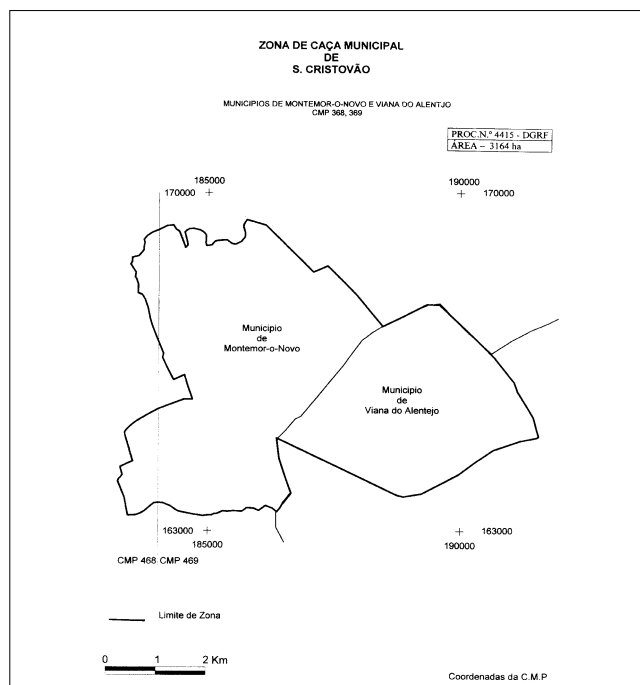 ZONA DE CAÇA MUNICIPAL
DE
S. CRISTOVÃO
MUNICIPIOS DE MONTEMOR-O-NOVO E VIANA DO ALENTJO
CMP 368, 369
PROC.N.º 4415 - DGRF
ÁREA – 3164 ha
185000
190000
170000
170000
Municipio
de
Montemor-o-Novo
Municipio
de
Viana do Alentejo
163000
163000
185000
190000
CMP 468 CMP 469
Limite de Zona
0 1 2 Km
Coordenadas da C.M.P